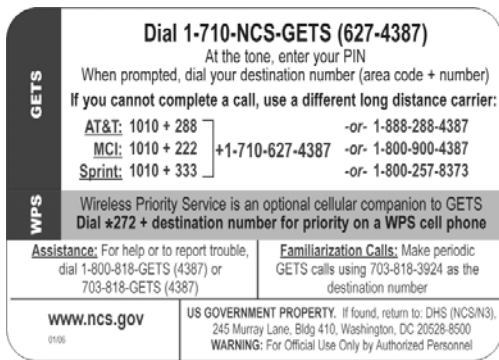 GETS
Dial 1-710-NCS-GETS (627-4387)
At the tone, enter your PIN
When prompted, dial your destination number (area code + number)
If you cannot complete a call, use a different long distance carrier:
AT&T: 1010 + 288 -or- 1-888-288-4387
MCI: 1010 + 222 +1-710-627-4387 -or- 1-800-900-4387
Sprint: 1010 + 333 -or- 1-800-257-8373
WPS
Wireless Priority Service is an optional cellular companion to GETS
Dial *272 + destination number for priority on a WPS cell phone
Assistance: For help or to report trouble,
dial 1-800-818-GETS (4387) or
703-818-GETS (4387)
Familiarization Calls: Make periodic
GETS calls using 703-818-3924 as the
destination number
www.ncs.gov
01/06
US GOVERNMENT PROPERTY. If found, return to: DHS (NCS/N3),
245 Murray Lane, Bldg 410, Washington, DC 20528-8500
WARNING: For Official Use Only by Authorized Personnel